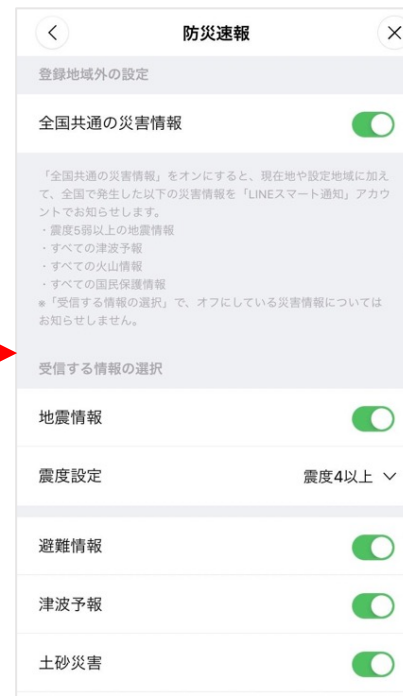 防災速報
登録地域外の設定
全国共通の災害情報
「全国共通の災害情報」をオンにすると、現在地や設定地域に加え
て、全国で発生した以下の災害情報を「LINEスマート通知」アカウ
ントでお知らせします。
・震度5弱以上の地震情報
・すべての津波予報
・すべての火山情報
・すべての国民保護情報
※「受信する情報の選択」で、オフにしている災害情報については
お知らせしません。
受信する情報の選択
地震情報
震度設定 震度4以上
避難情報
津波予報
土砂災害